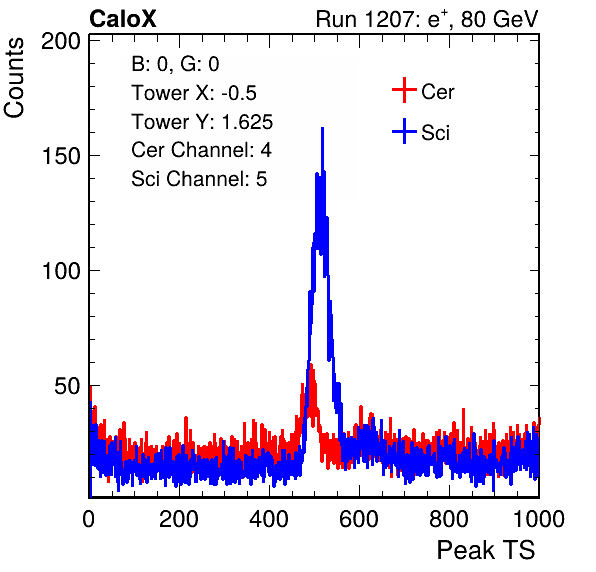 CaloX Run 1207: e⁺, 80 GeV
Counts
B: 0, G: 0
Tower X: -0.5
Tower Y: 1.625
Cer Channel: 4
Sci Channel: 5
Cer
Sci
200
150
100
50
0 200 400 600 800 1000
Peak TS